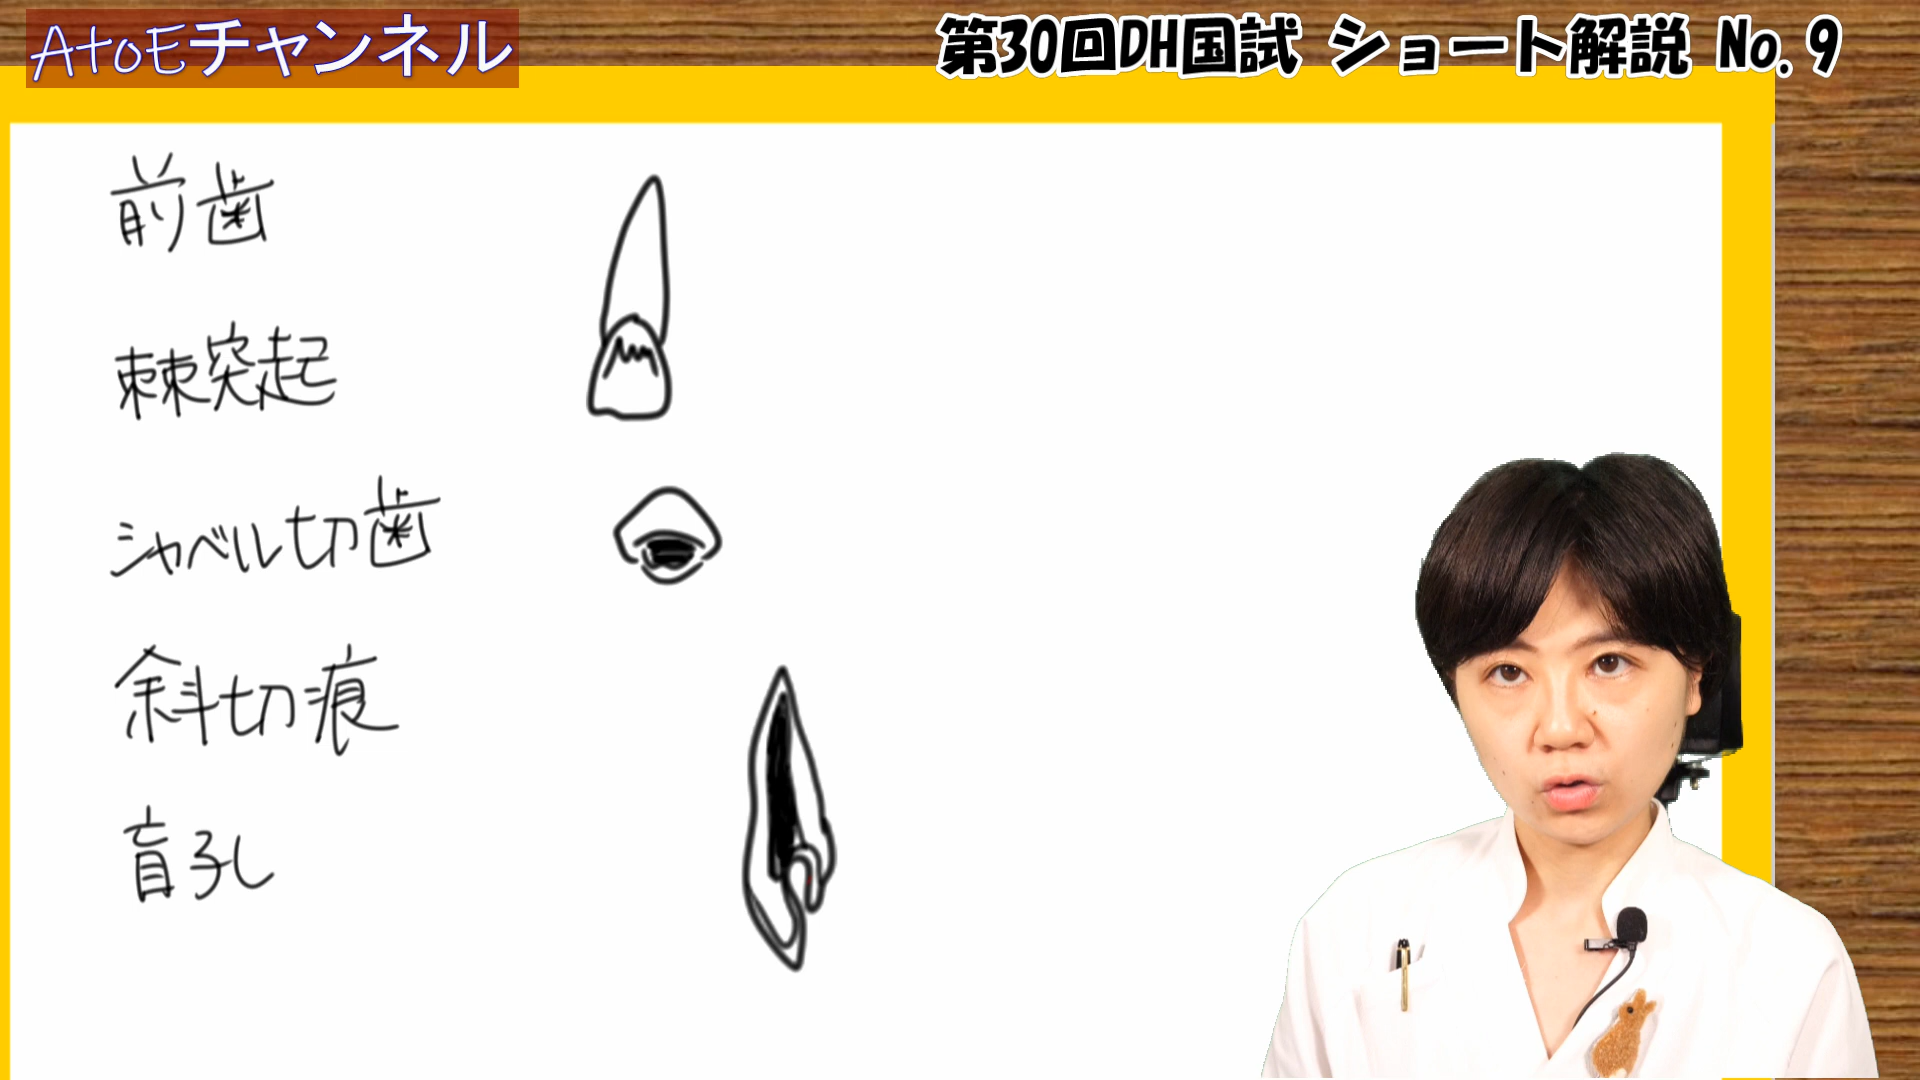 AtoEチャンネル
第30回DH国試 ショート解説 No.9
前歯
棘突起
シャベル切歯
斜切痕
盲孔